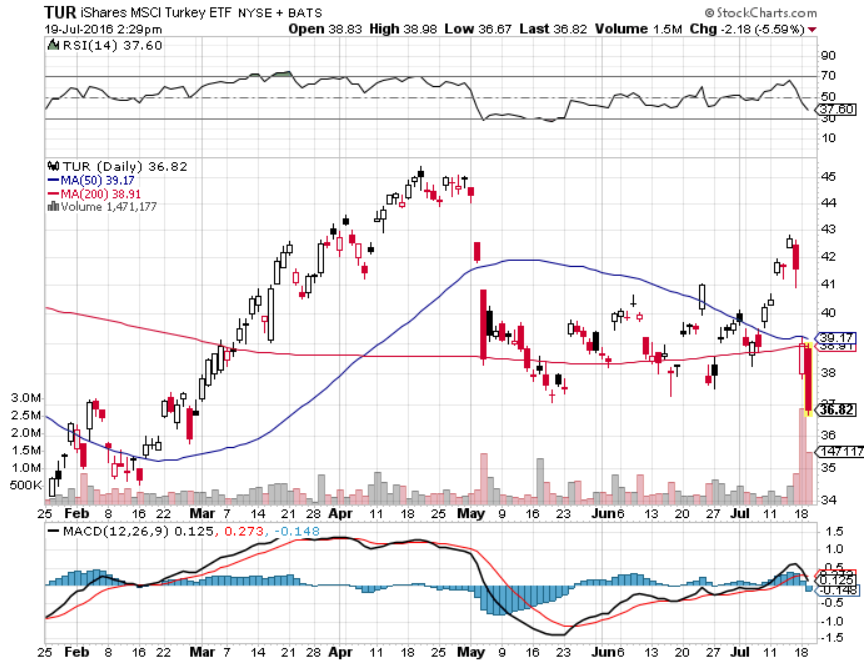 TUR iShares MSCI Turkey ETF NYSE + BATS
© StockCharts.com
19-Jul-2016 2:29pm
Open 38.83 High 38.98 Low 36.67 Last 36.82 Volume 1.5M Chg -2.18 (-5.59%)
RSI(14) 37.60
90
70
50
37.60
30
10
TUR (Daily) 36.82
MA(50) 39.17
MA(200) 38.91
Volume 1,471,177
45
44
43
42
41
40
39.17
38.91
38
37
36.82
36
35
34
147117
3.0M
2.5M
2.0M
1.5M
1.0M
500K
25 Feb 8 16 22 Mar 7 14 21 28 Apr 11 18 25 May 9 16 23 Jun 6 13 20 27 Jul 11 18
MACD(12,26,9) 0.125, 0.273, -0.148
1.5
1.0
0.5
0.125
-0.148
-0.5
-1.0
-1.5
25 Feb 8 16 22 Mar 7 14 21 28 Apr 11 18 25 May 9 16 23 Jun 6 13 20 27 Jul 11 18